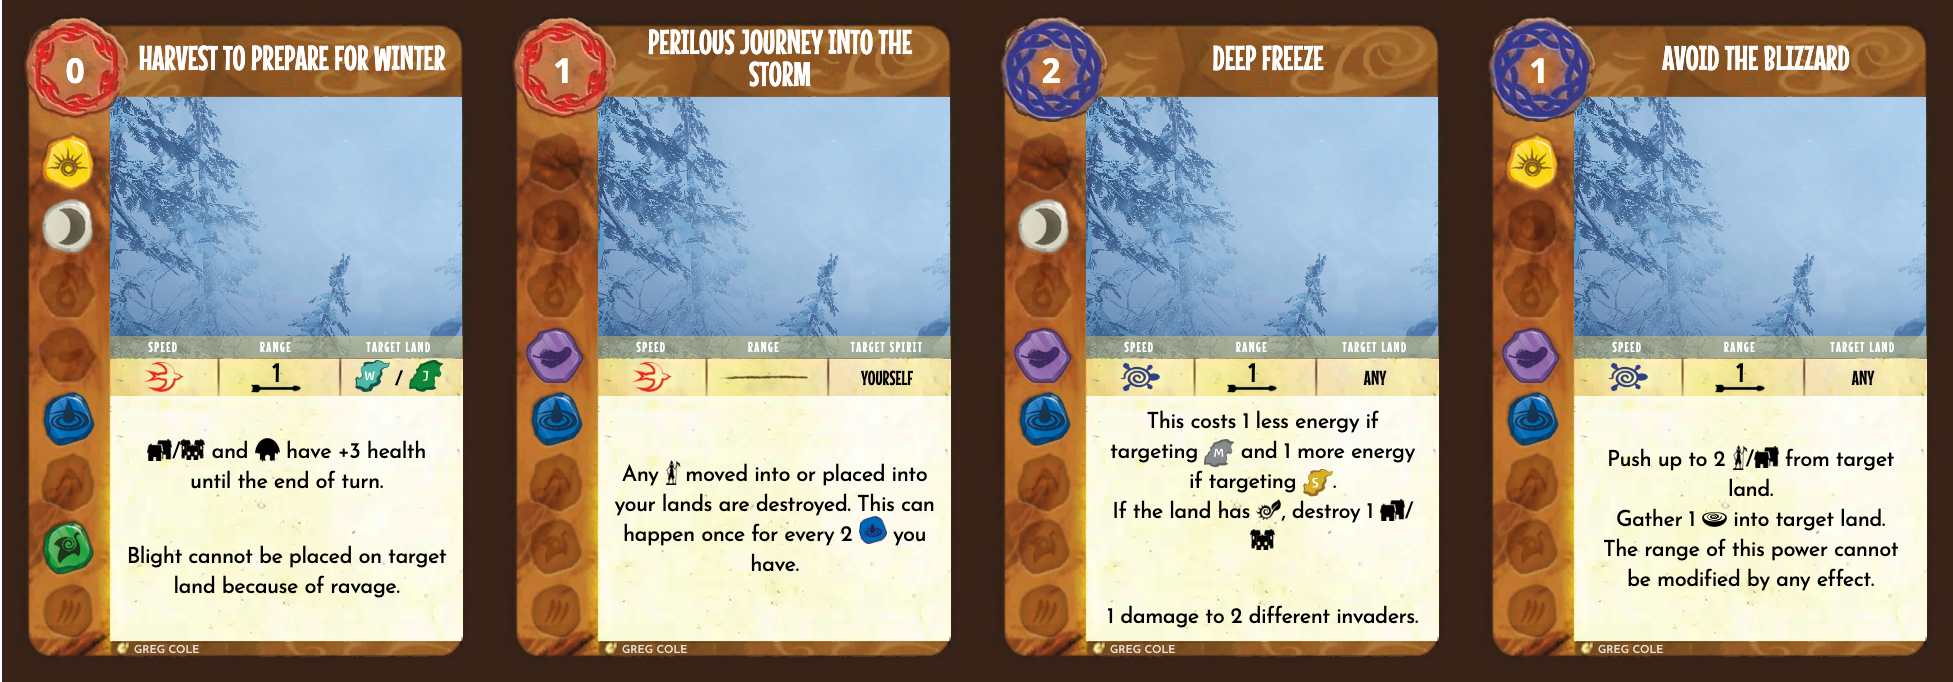 0
HARVEST TO PREPARE FOR WINTER
SPEED
RANGE
TARGET LAND
1
W / J
/ and have +3 health
until the end of turn.
Blight cannot be placed on target
land because of ravage.
GREG COLE
1
PERILOUS JOURNEY INTO THE
STORM
SPEED
RANGE
TARGET SPIRIT
YOURSELF
Any moved into or placed into
your lands are destroyed. This can
happen once for every 2 you
have.
GREG COLE
2
DEEP FREEZE
SPEED
RANGE
TARGET LAND
1
ANY
This costs 1 less energy if
targeting M and 1 more energy
if targeting S .
If the land has , destroy 1 /
1 damage to 2 different invaders.
GREG COLE
1
AVOID THE BLIZZARD
SPEED
RANGE
TARGET LAND
1
ANY
Push up to 2 / from target
land.
Gather 1 into target land.
The range of this power cannot
be modified by any effect.
GREG COLE